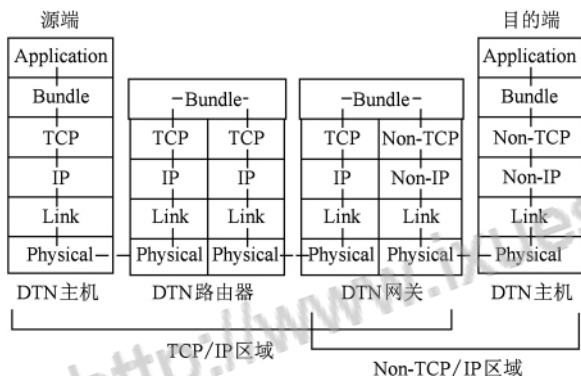 源端 目的端
Application Application
Bundle -Bundle- -Bundle- Bundle
TCP TCP TCP TCP Non-TCP Non-TCP
IP IP IP IP Non-IP Non-IP
Link Link Link Link Link Link
Physical Physical Physical Physical Physical Physical
DTN主机 DTN路由器 DTN网关 DTN主机
TCP/IP区域
Non-TCP/IP区域
http://www.ixues